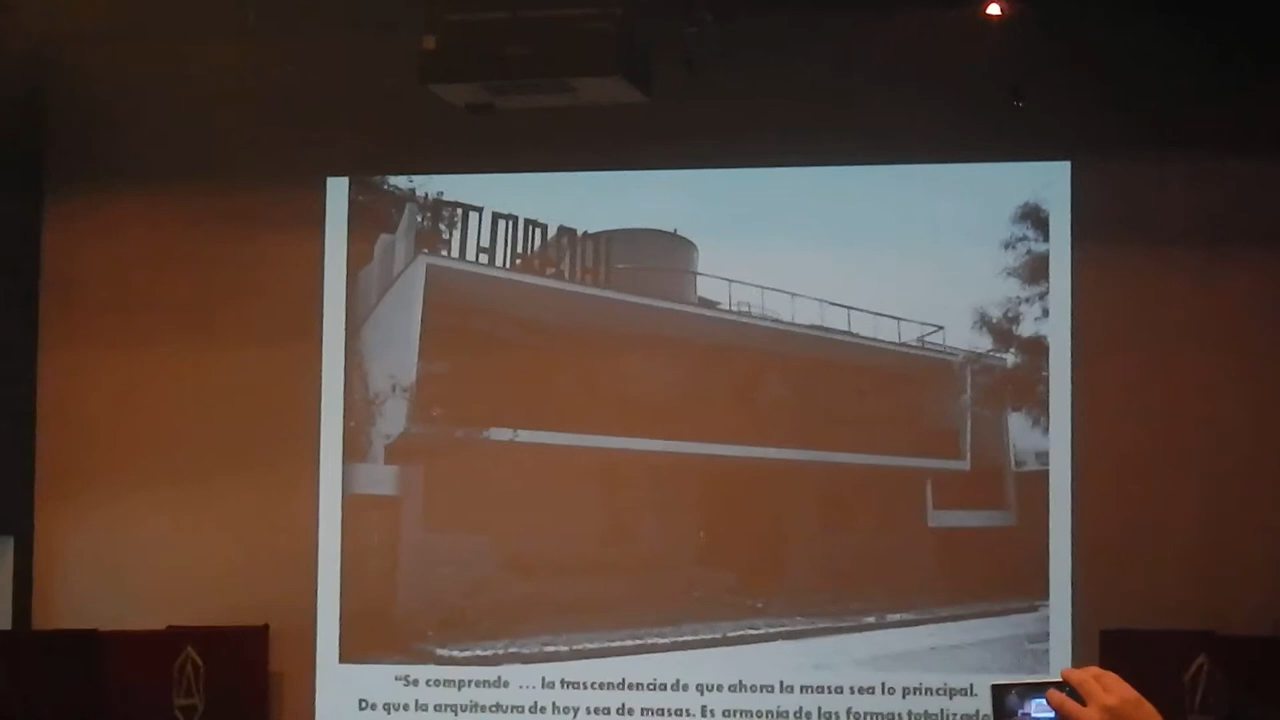 “Se comprende ... la trascendencia de que ahora la masa sea lo principal.
De que la arquitectura de hoy sea de masas. Es armonía de las formas totalizado